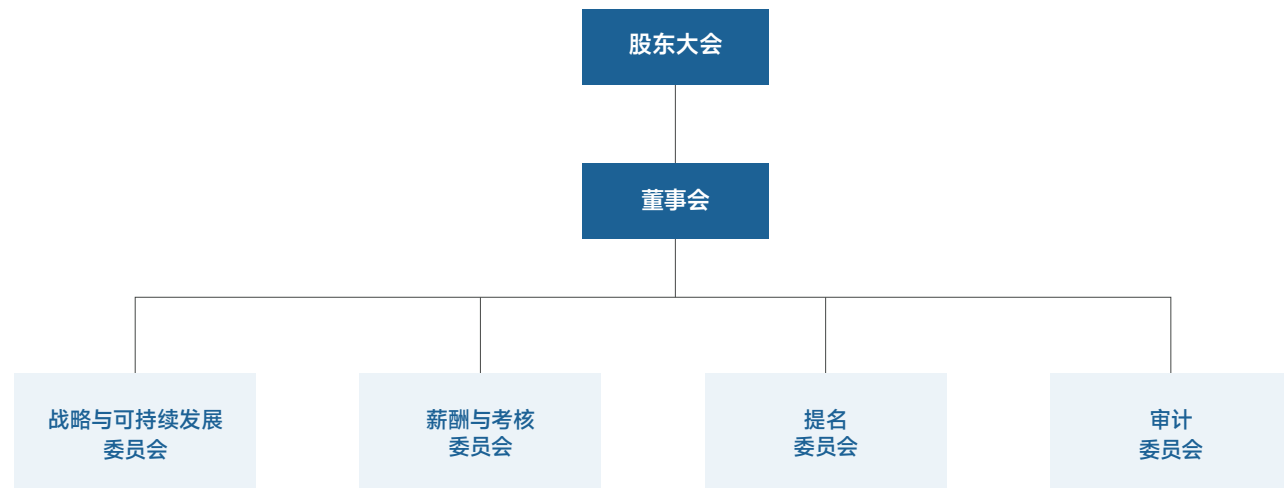 股东大会
董事会
战略与可持续发展
委员会
薪酬与考核
委员会
提名
委员会
审计
委员会